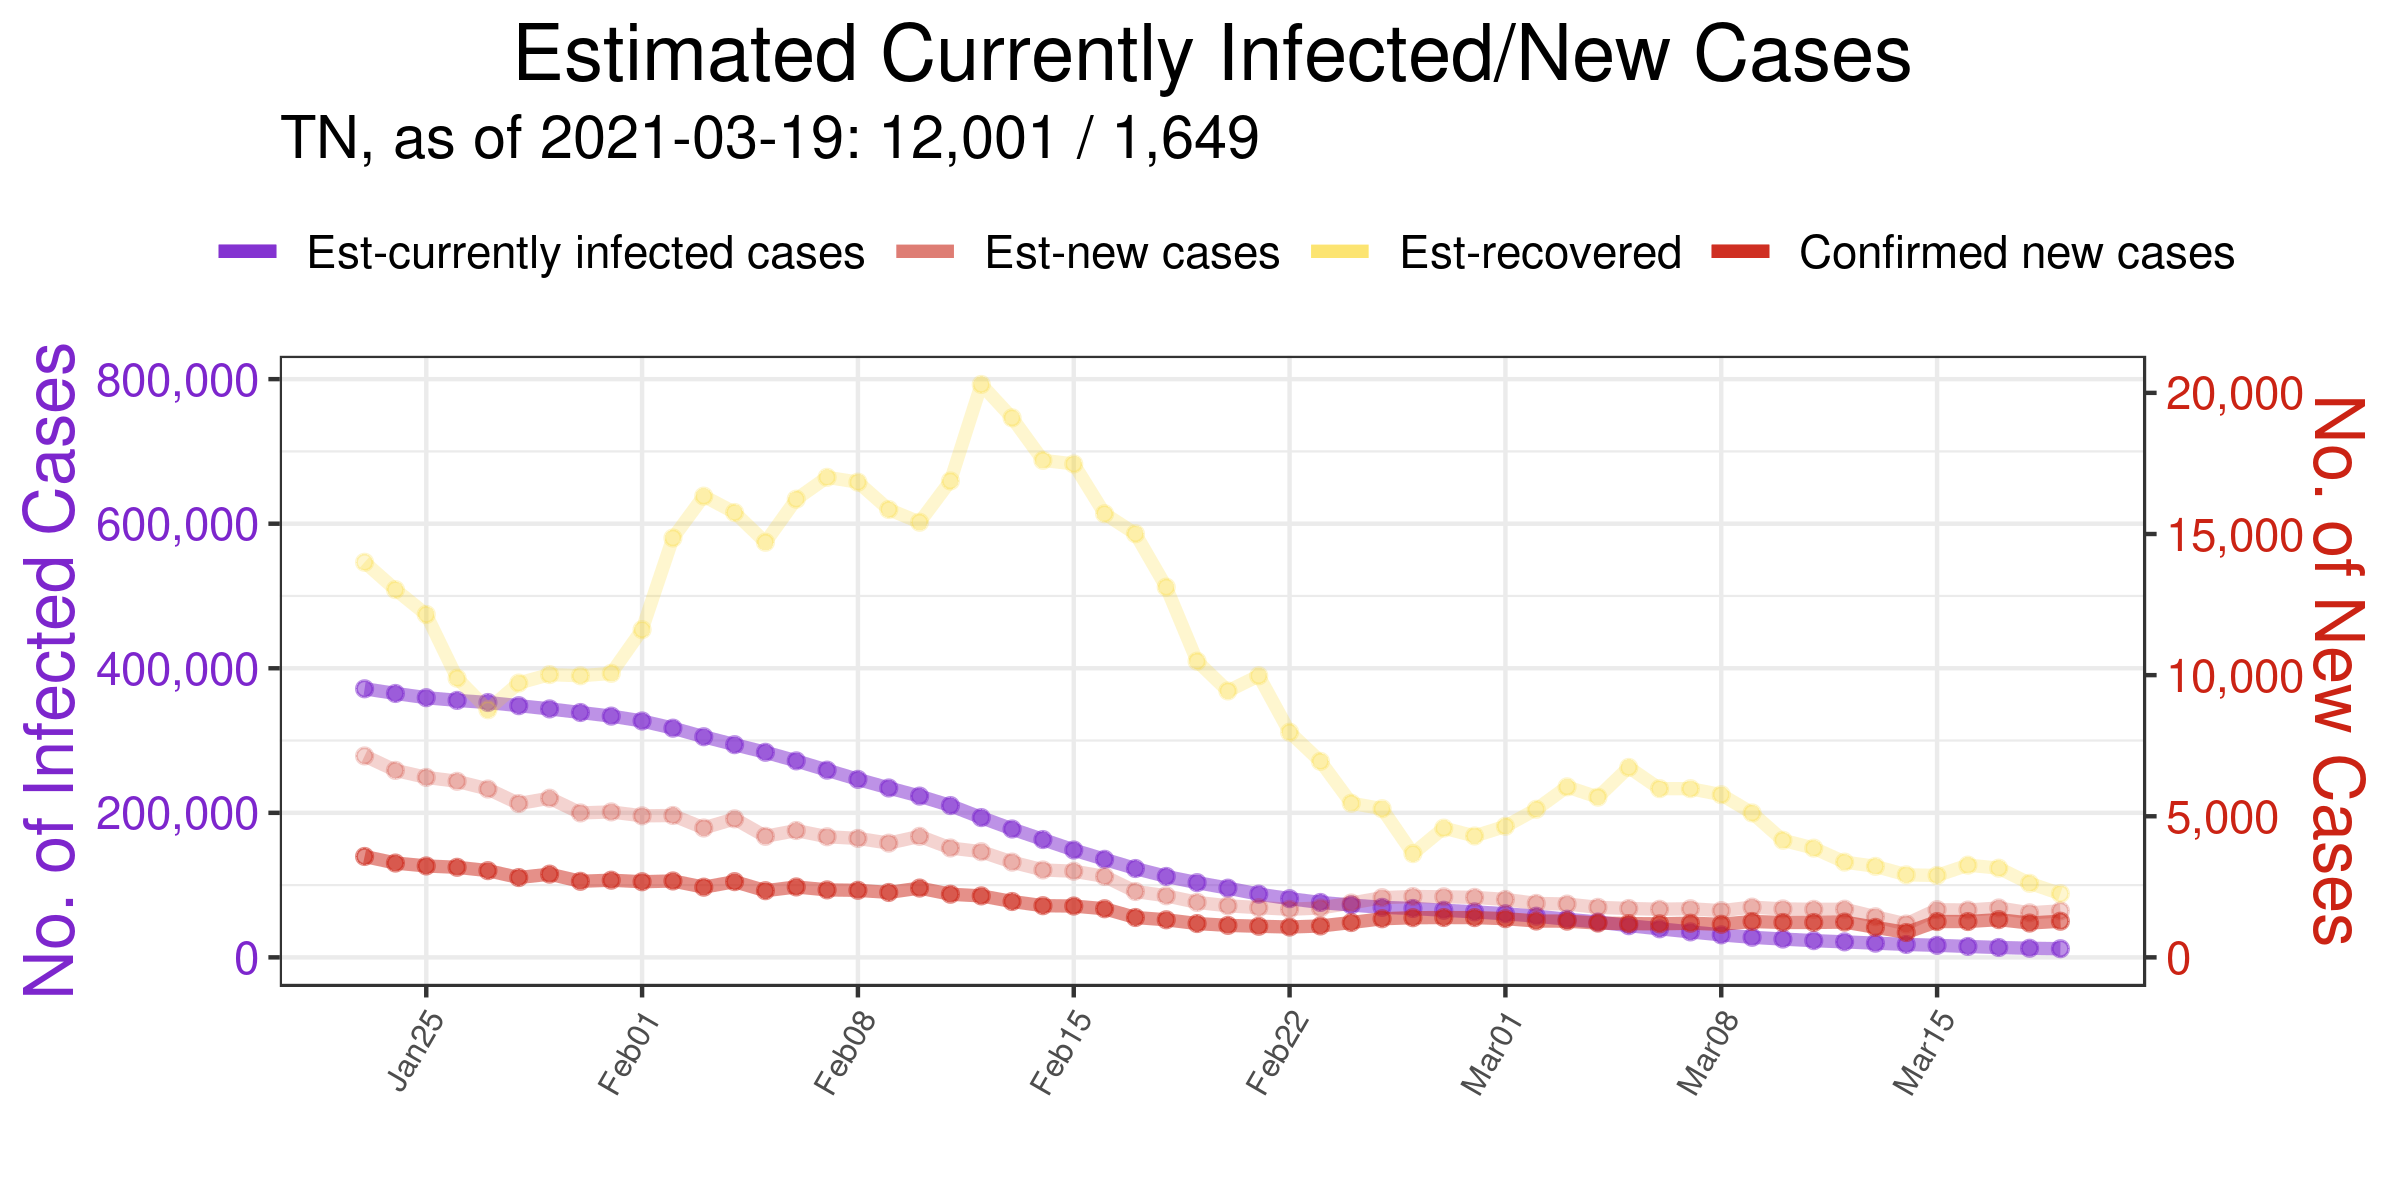 Estimated Currently Infected/New Cases
TN, as of 2021-03-19: 12,001 / 1,649
Est-currently infected cases
Est-new cases
Est-recovered
Confirmed new cases
No. of Infected Cases
800,000
600,000
400,000
200,000
0
20,000
15,000
10,000
5,000
0
No. of New Cases
Jan25
Feb01
Feb08
Feb15
Feb22
Mar01
Mar08
Mar15